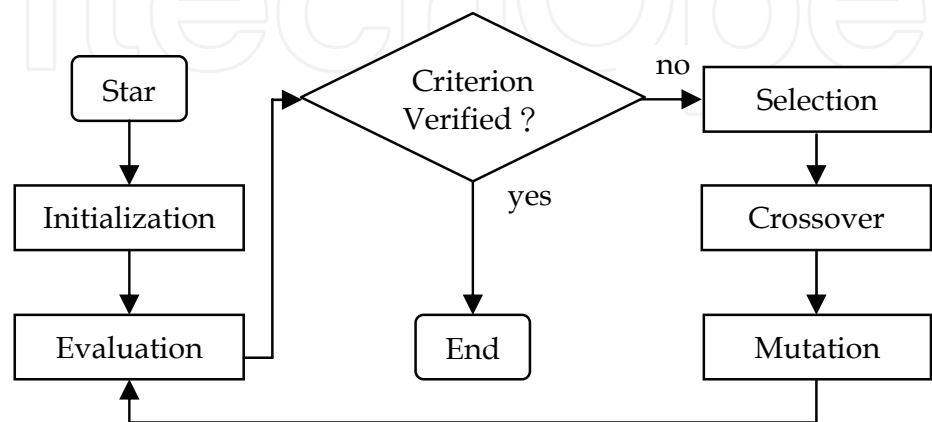 Star
Initialization
Evaluation
Criterion
Verified ?
no
yes
End
Selection
Crossover
Mutation